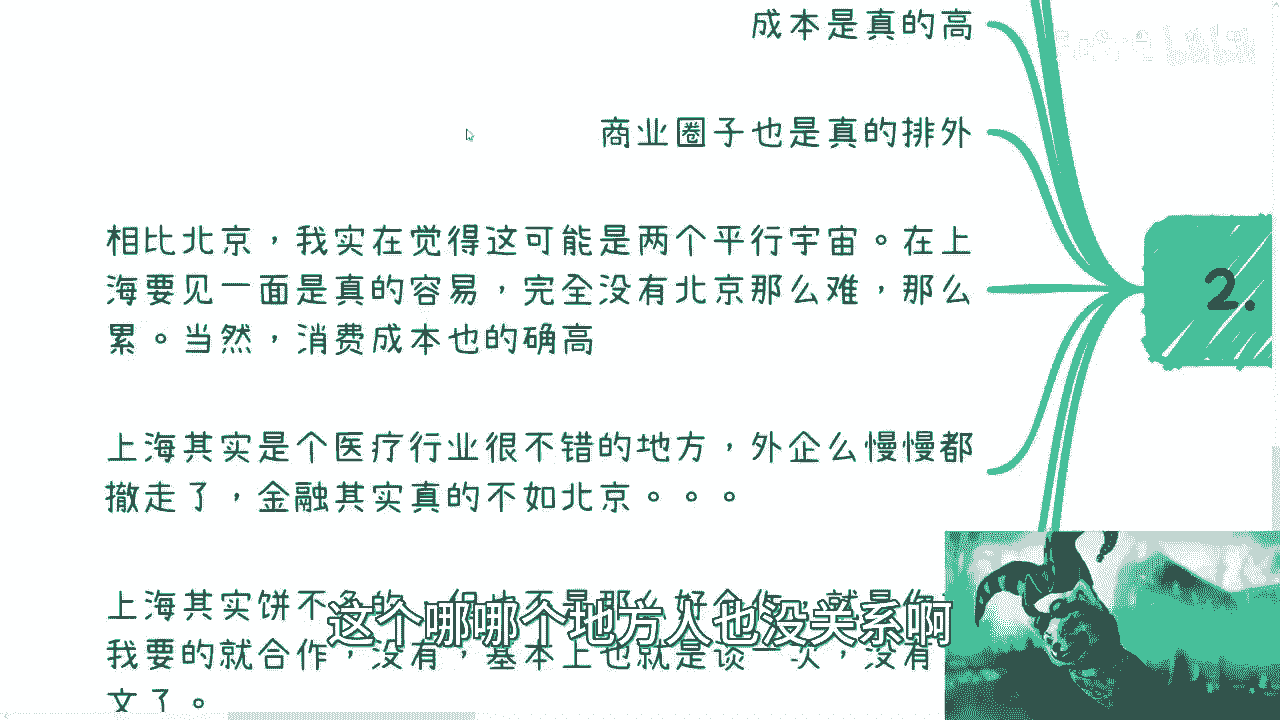 成本是真的高
商业圈子也是真的排外
相比北京，我实在觉得这可能是两个平行宇宙。在上
海要见一面是真的容易，完全没有北京那么难，那么
累。当然，消费成本也的确高
2.
上海其实是个医疗行业很不错的地方，外企么慢慢都
撤走了，金融其实真的不如北京。。。
上海其实饼不多的，但也不是那么好合作，就是你
这个哪哪个地方人也没关系啊
我要的就合作，没有，基本上也就是谈一次，没有
文了。